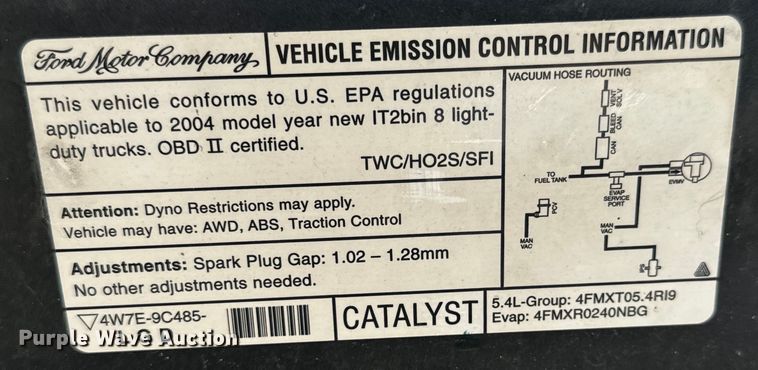 Ford Motor Company,
VEHICLE EMISSION CONTROL INFORMATION
This vehicle conforms to U.S. EPA regulations
applicable to 2004 model year new IT2bin 8 light-
duty trucks. OBD II certified.
TWC/HO2S/SFI
Attention: Dyno Restrictions may apply.
Vehicle may have: AWD, ABS, Traction Control
Adjustments: Spark Plug Gap: 1.02 – 1.28mm
No other adjustments needed.
4W7E-9C485-
CATALYST
5.4L-Group: 4FMXT05.4RI9
Evap: 4FMXR0240NBG
VACUUM HOSE ROUTING
VENT
SOLV
BLEED
CAN
CAN
TO
FUEL TANK
EVAP
SERVICE
PORT
EVMV
PCV
MAN
VAC
MAN
VAC
Purple Wave Auction